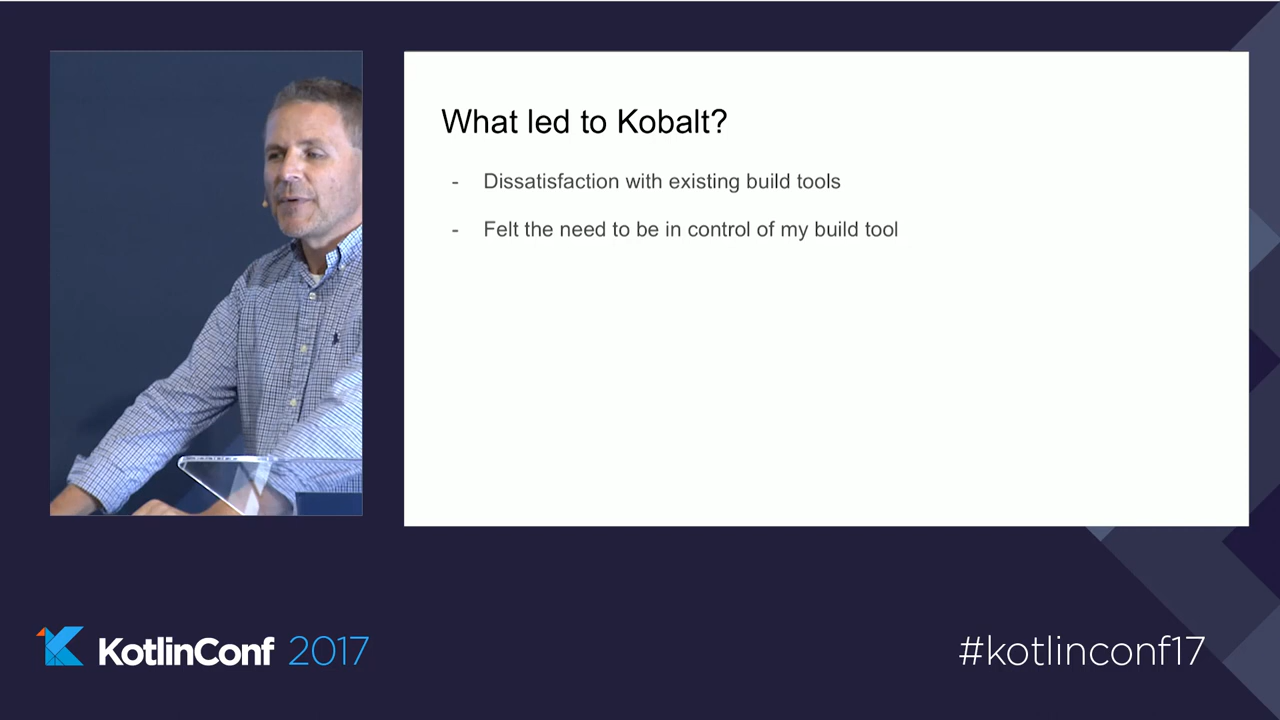 What led to Kobalt?
- Dissatisfaction with existing build tools
- Felt the need to be in control of my build tool
KotlinConf 2017
#kotlinconf17